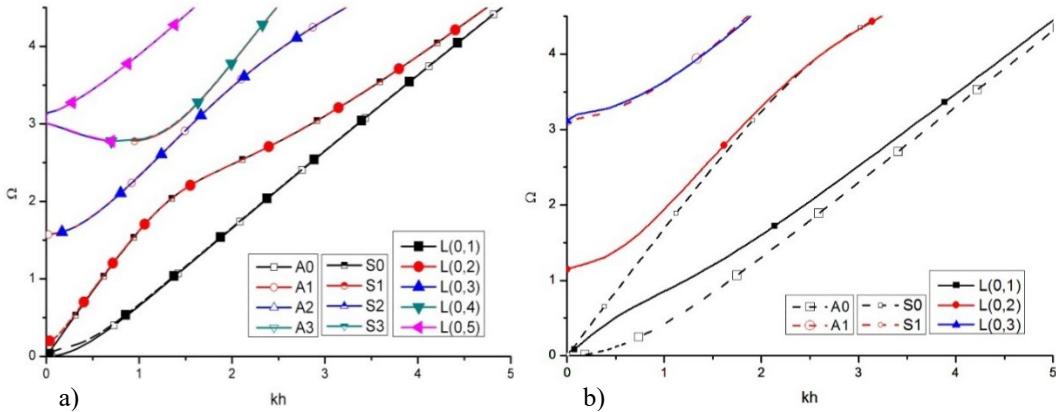 4
3
2
1
0
Ω
0
1
2
3
4
5
kh
A0
A1
A2
A3
S0
S1
S2
S3
L(0,1)
L(0,2)
L(0,3)
L(0,4)
L(0,5)
a)
4
3
2
1
0
Ω
0
1
2
3
4
5
kh
A0
A1
S0
S1
L(0,1)
L(0,2)
L(0,3)
b)